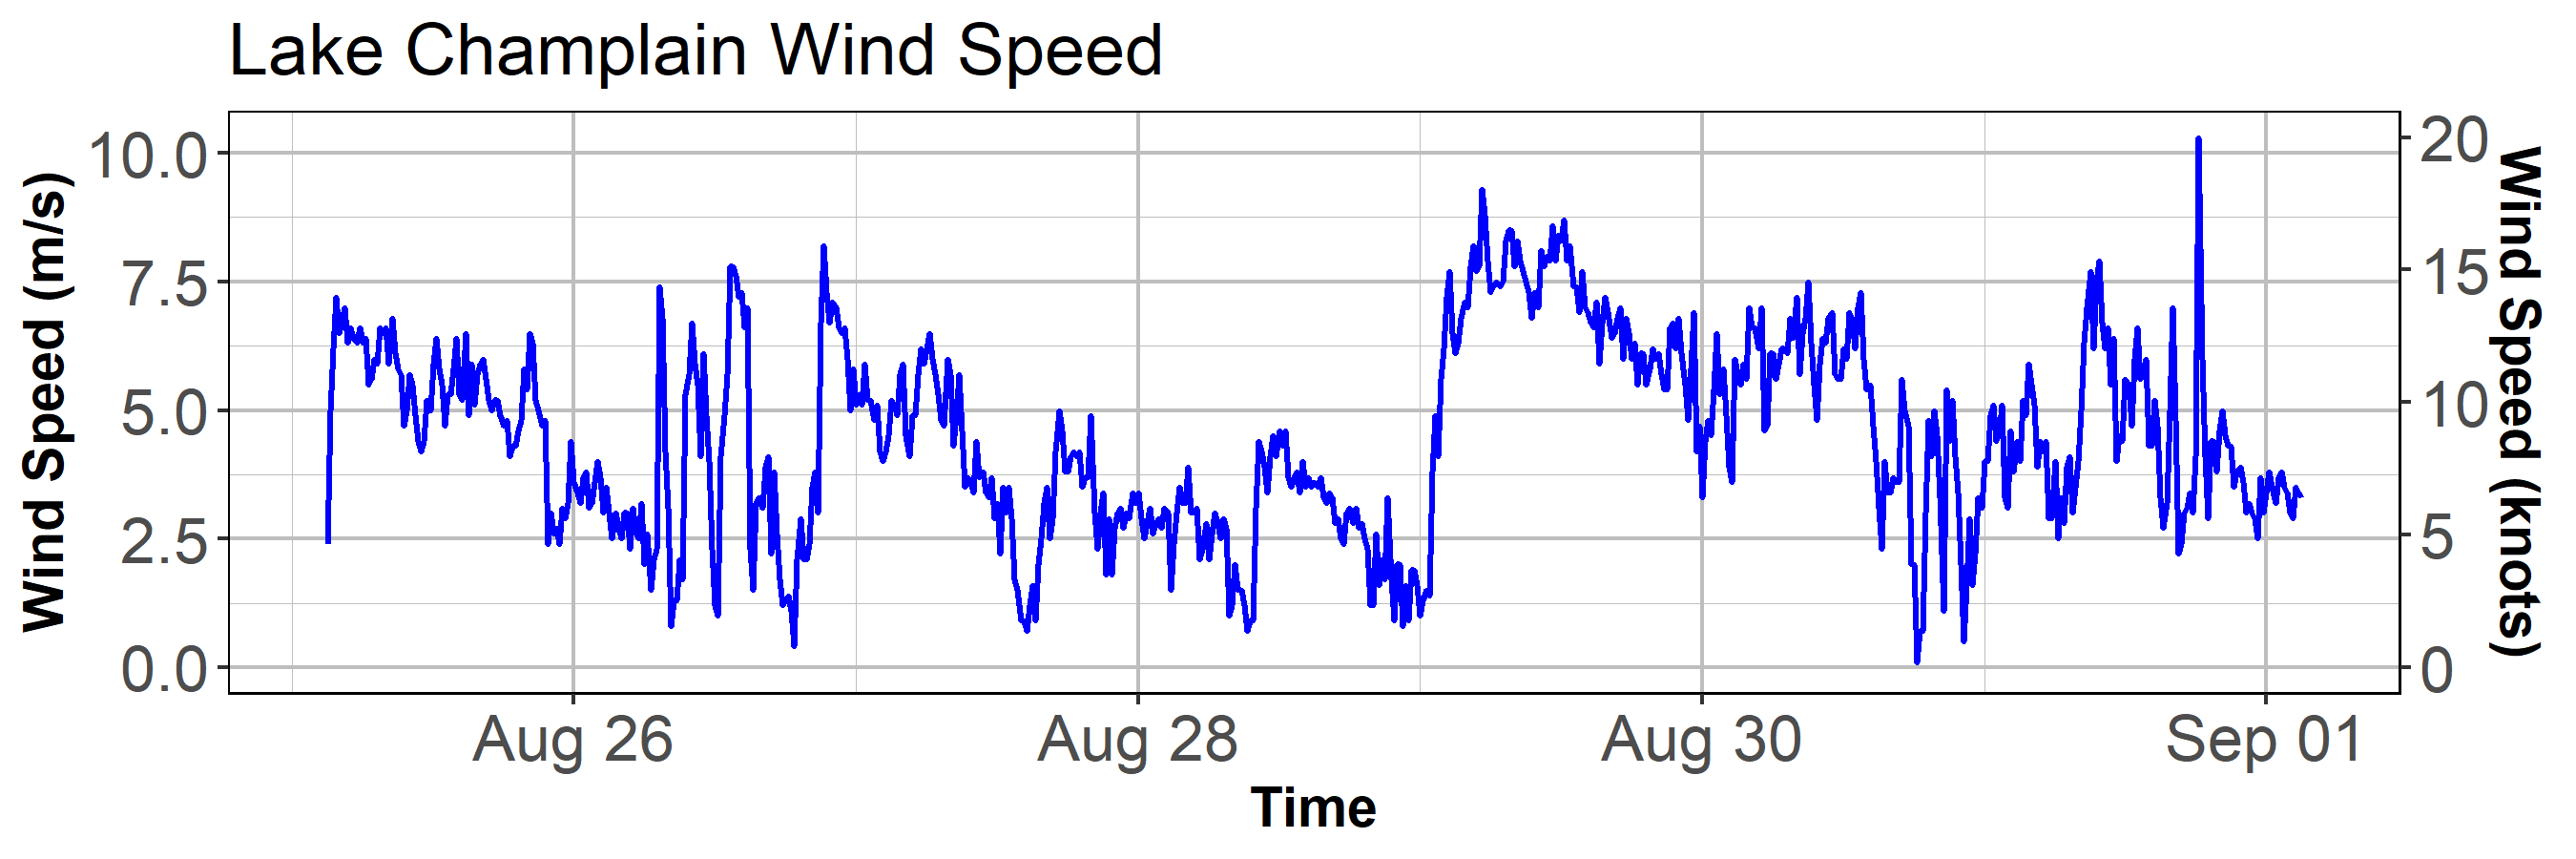 Lake Champlain Wind Speed
Wind Speed (m/s)
10.0
7.5
5.0
2.5
0.0
20
15
10
5
0
Wind Speed (knots)
Aug 26
Aug 28
Aug 30
Sep 01
Time